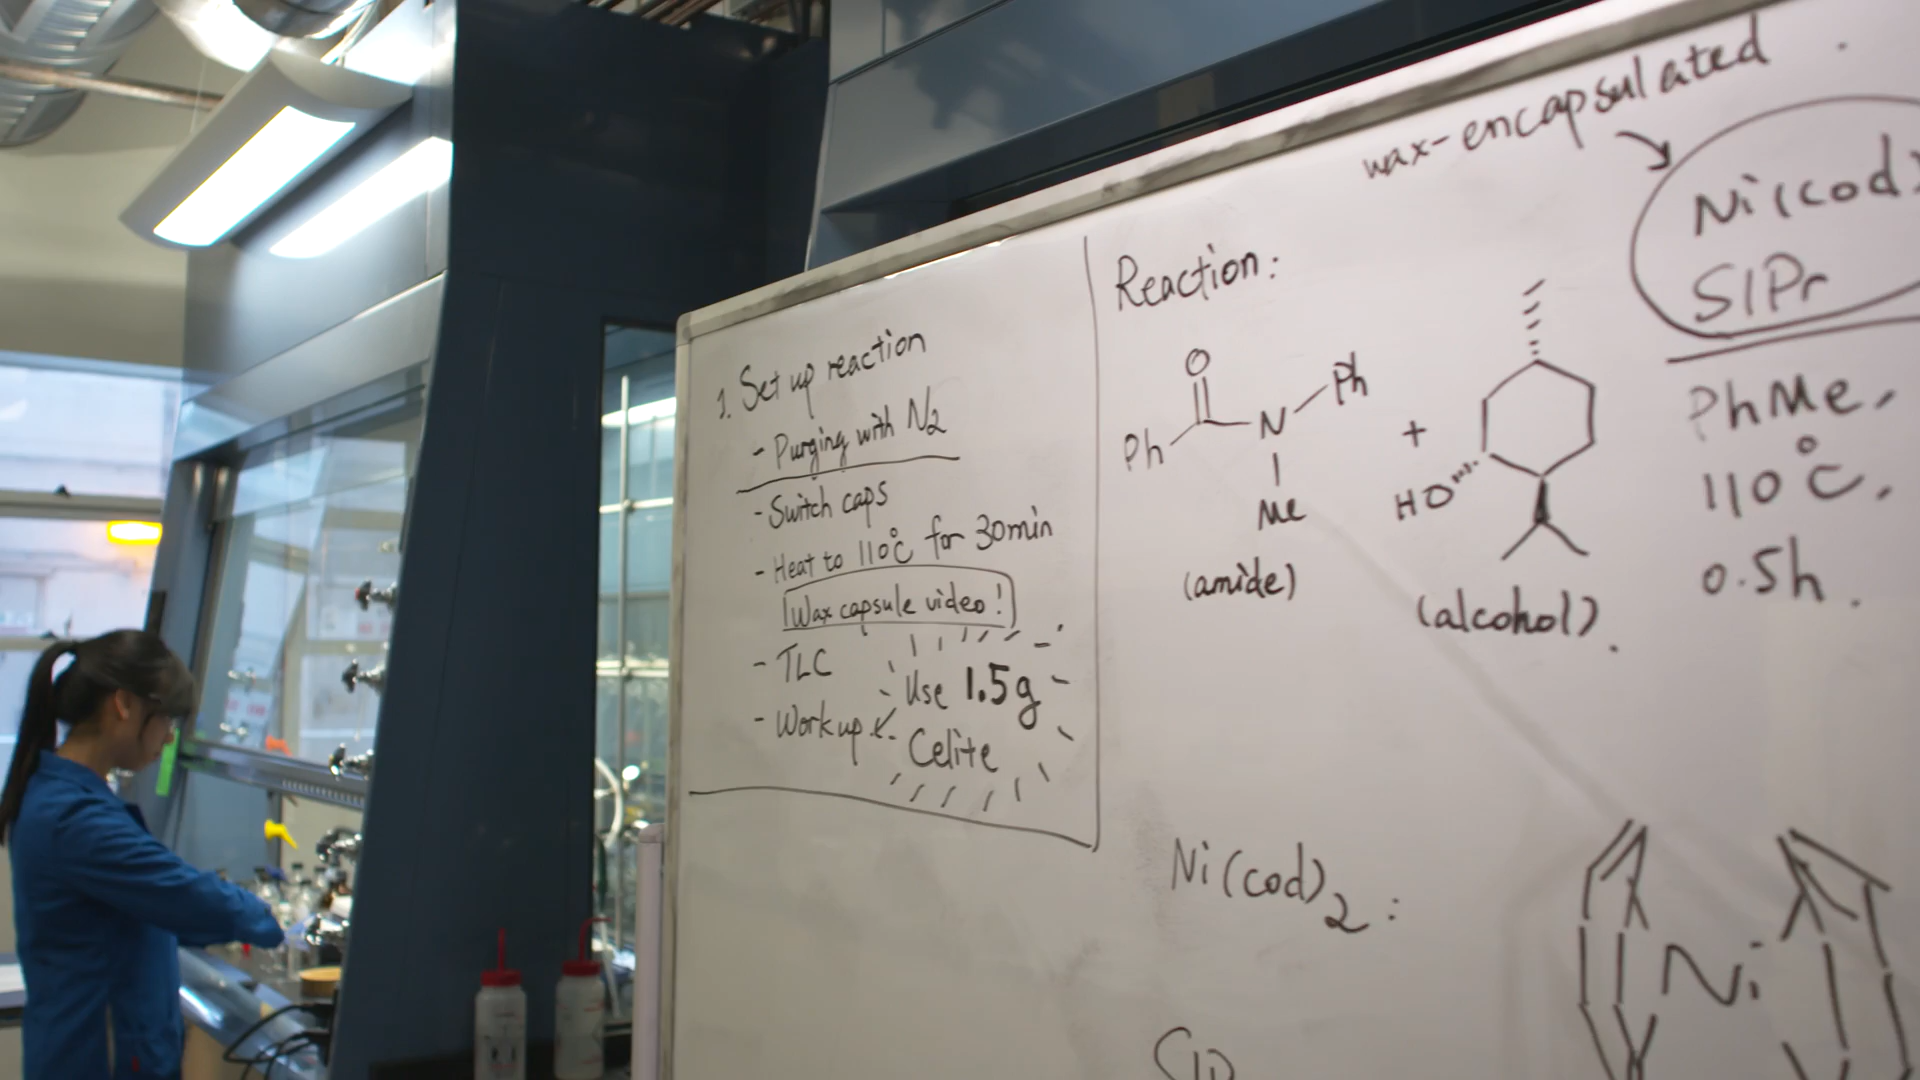 1. Set up reaction
- Purging with N2
- Switch caps
- Heat to 110°C for 30min
Wax capsule video!
- TLC
- Workup
Use 1.5g
Celite
wax-encapsulated
Reaction:
Ni(cod)
SIPr
O
Ph
N
Ph
Me
(amide)
+
HO
(alcohol).
PhMe,
110°C,
0.5h.
Ni(cod)2:
Ni